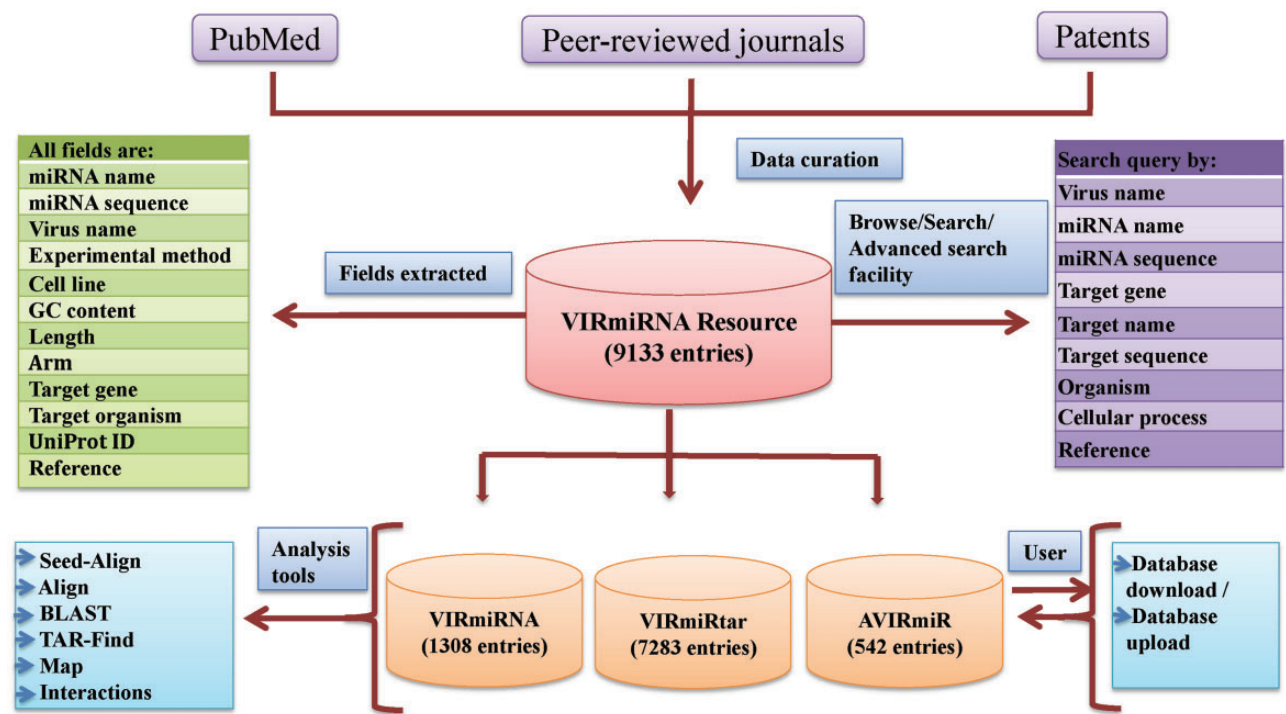 PubMed
Peer-reviewed journals
Patents
Data curation
All fields are:
miRNA name
miRNA sequence
Virus name
Experimental method
Cell line
GC content
Length
Arm
Target gene
Target organism
UniProt ID
Reference
Fields extracted
VIRmiRNA Resource
(9133 entries)
Browse/Search/
Advanced search
facility
Search query by:
Virus name
miRNA name
miRNA sequence
Target gene
Target name
Target sequence
Organism
Cellular process
Reference
Seed-Align
Align
BLAST
TAR-Find
Map
Interactions
Analysis
tools
VIRmiRNA
(1308 entries)
VIRmiRtar
(7283 entries)
AVIRmiR
(542 entries)
User
Database
download /
Database
upload